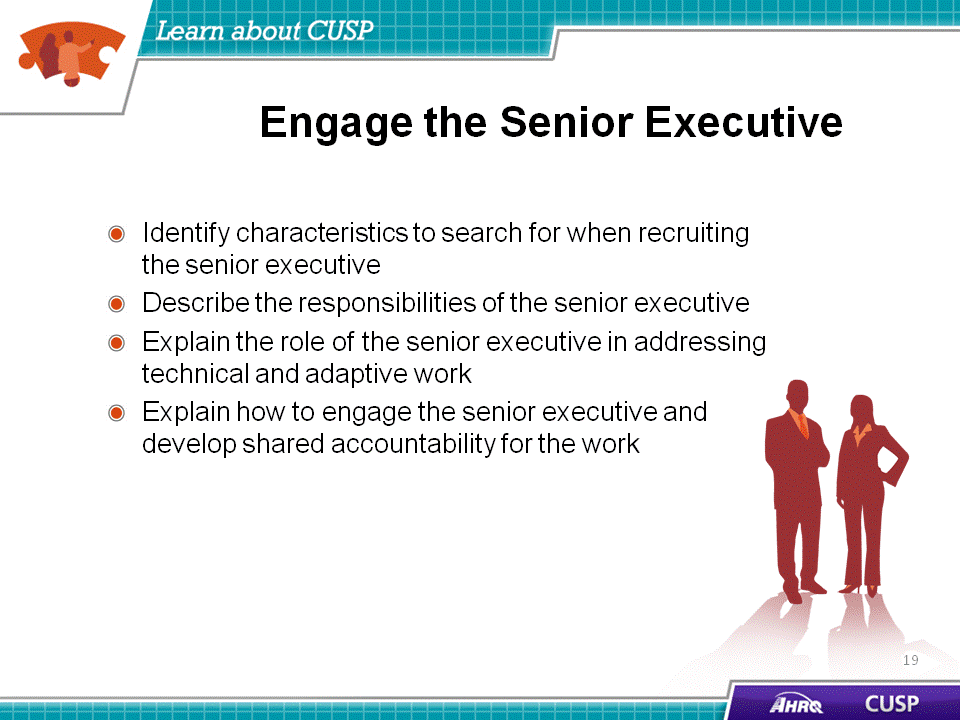 Learn about CUSP
Engage the Senior Executive
Identify characteristics to search for when recruiting
the senior executive
Describe the responsibilities of the senior executive
Explain the role of the senior executive in addressing
technical and adaptive work
Explain how to engage the senior executive and
develop shared accountability for the work
19
AHRQ
CUSP